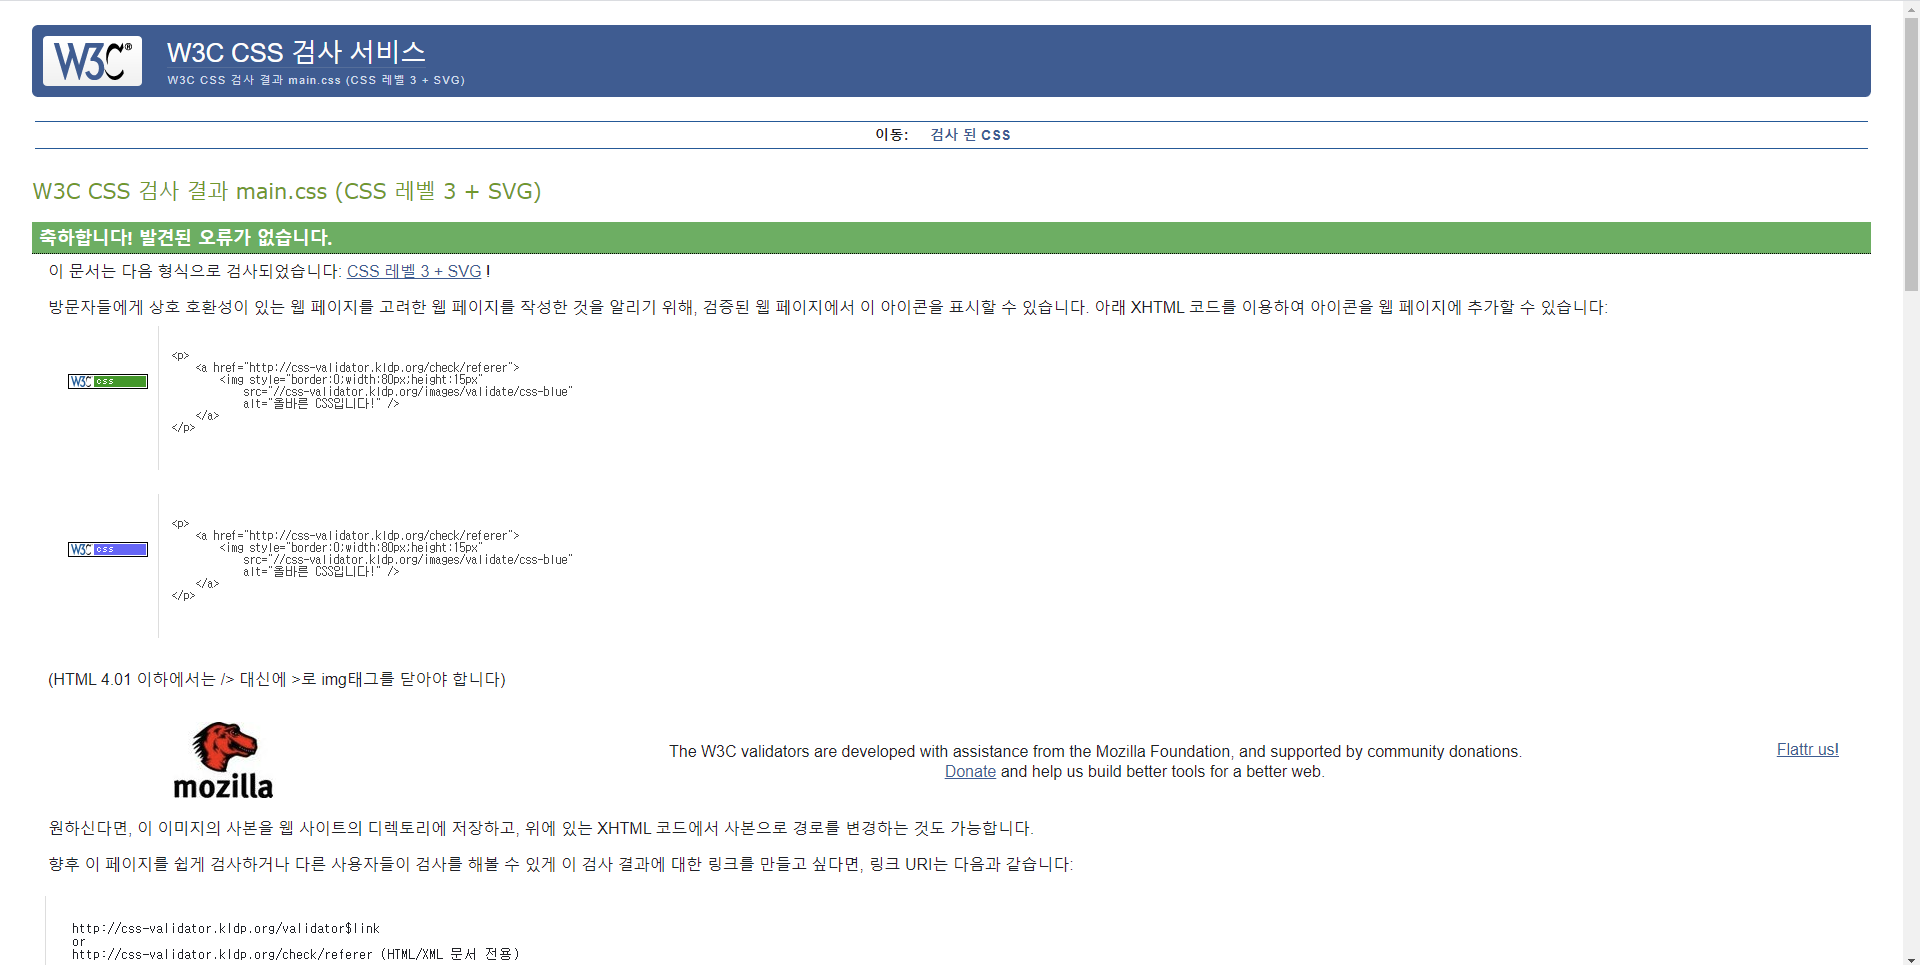 W3C®
W3C CSS 검사 서비스
W3C CSS 검사 결과 main.css (CSS 레벨 3 + SVG)
이동: 검사 된 CSS
W3C CSS 검사 결과 main.css (CSS 레벨 3 + SVG)
축하합니다! 발견된 오류가 없습니다.
이 문서는 다음 형식으로 검사되었습니다: CSS 레벨 3 + SVG !
방문자들에게 상호 호환성이 있는 웹 페이지를 고려한 웹 페이지를 작성한 것을 알리기 위해, 검증된 웹 페이지에서 이 아이콘을 표시할 수 있습니다. 아래 XHTML 코드를 이용하여 아이콘을 웹 페이지에 추가할 수 있습니다:
W3C css
<p>
<a href="http://css-validator.kldp.org/check/referer">
<img style="border:0;width:80px;height:15px"
src="//css-validator.kldp.org/images/validate/css-blue"
alt="올바른 CSS입니다!" />
</a>
</p>
W3C css
<p>
<a href="http://css-validator.kldp.org/check/referer">
<img style="border:0;width:80px;height:15px"
src="//css-validator.kldp.org/images/validate/css-blue"
alt="올바른 CSS입니다!" />
</a>
</p>
(HTML 4.01 이하에서는 /> 대신에 >로 img태그를 닫아야 합니다)
mozilla
The W3C validators are developed with assistance from the Mozilla Foundation, and supported by community donations.
Donate and help us build better tools for a better web.
Flattr us!
원하신다면, 이 이미지의 사본을 웹 사이트의 디렉토리에 저장하고, 위에 있는 XHTML 코드에서 사본으로 경로를 변경하는 것도 가능합니다.
향후 이 페이지를 쉽게 검사하거나 다른 사용자들이 검사를 해볼 수 있게 이 검사 결과에 대한 링크를 만들고 싶다면, 링크 URI는 다음과 같습니다:
http://css-validator.kldp.org/validator$link
or
http://css-validator.kldp.org/check/referer (HTML/XML 문서 전용)